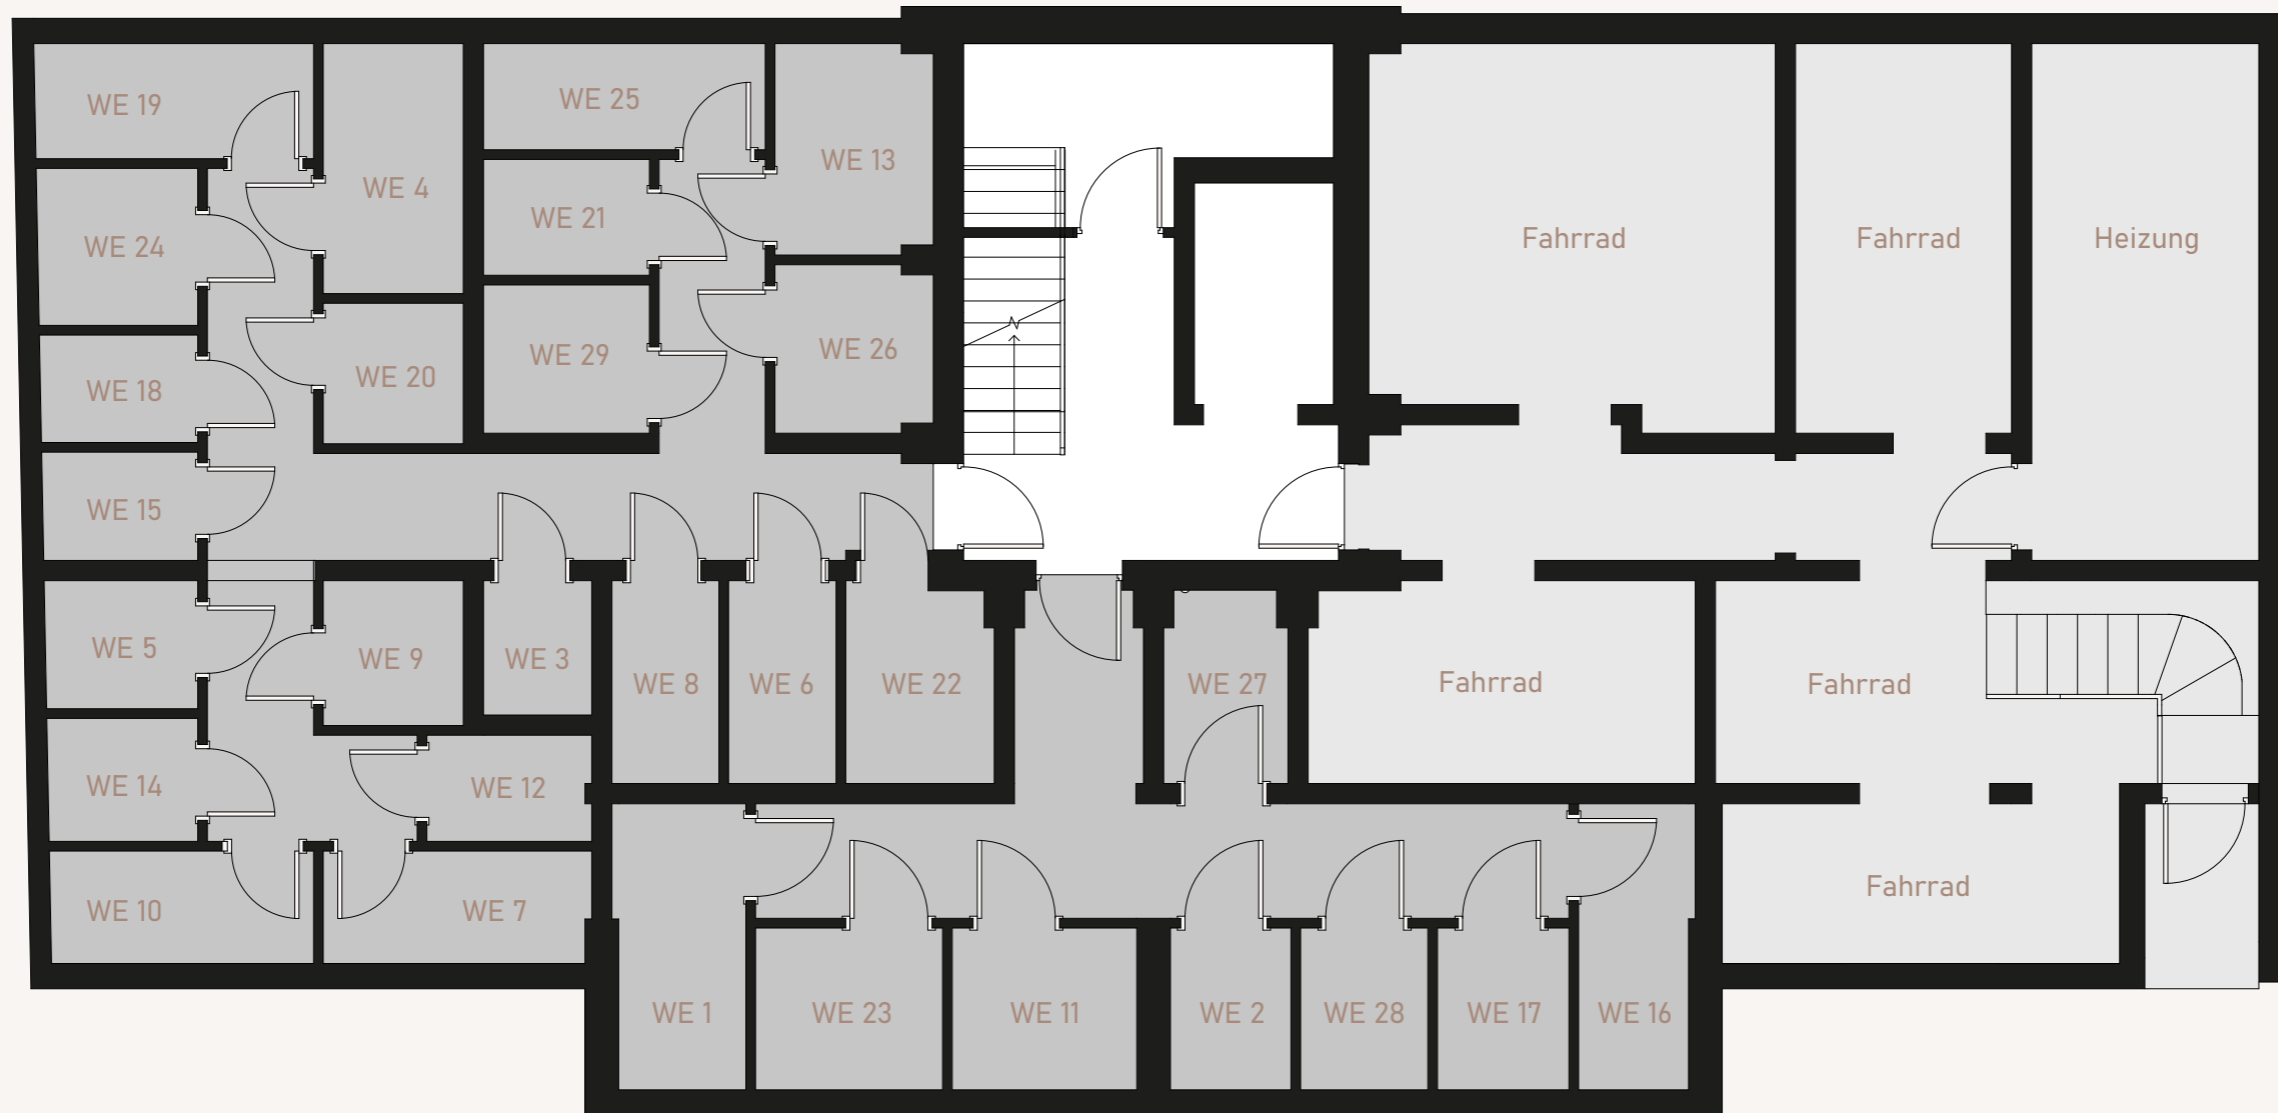 WE 19
WE 25
WE 13
WE 4
WE 21
WE 24
Fahrrad
Fahrrad
Heizung
WE 29
WE 26
WE 20
WE 18
WE 15
WE 5
WE 9
WE 3
WE 8
WE 6
WE 22
WE 27
Fahrrad
Fahrrad
WE 14
WE 12
WE 10
WE 7
Fahrrad
WE 1
WE 23
WE 11
WE 2
WE 28
WE 17
WE 16